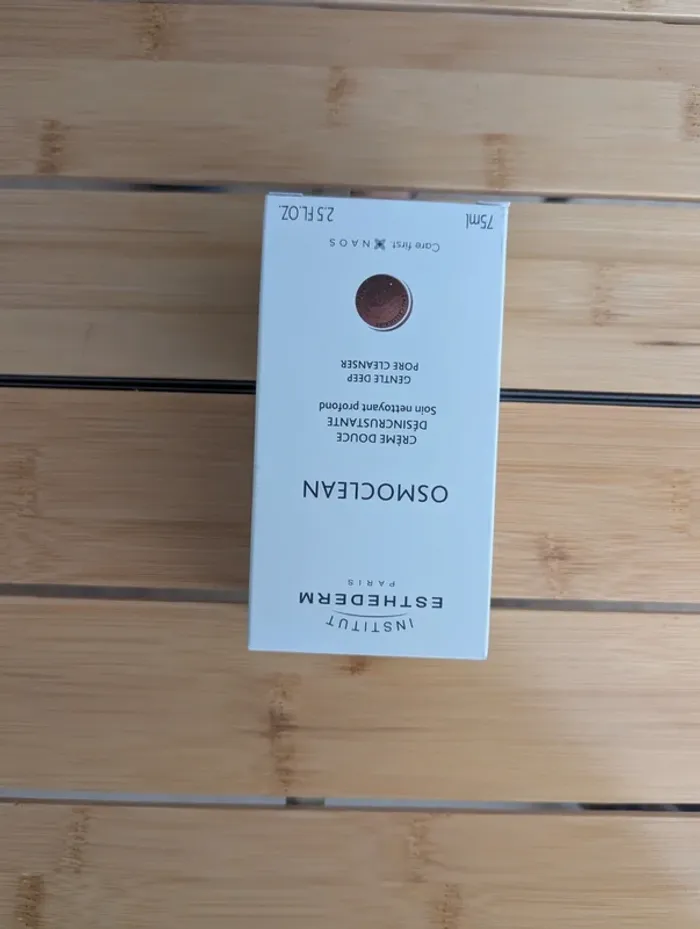 INSTITUT
ESTHEDERM
PARIS
OSMOCLEAN
CRÈME DOUCE
DÉSINCRUSTANTE
Soin nettoyant profond
GENTLE DEEP
PORE CLEANSER
Care first. NAOS
75ml 2.5 FL.OZ.